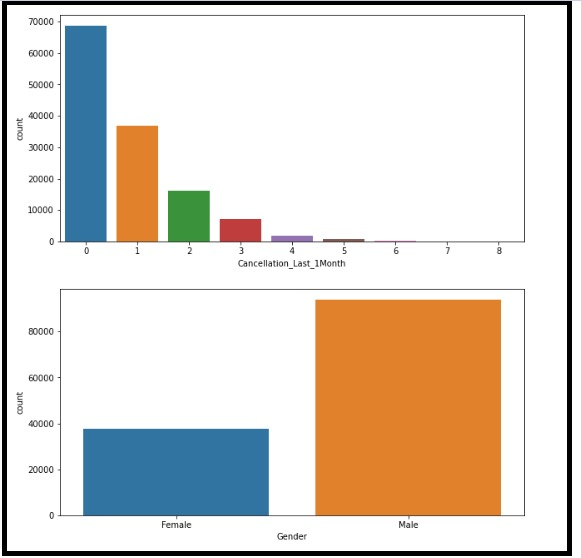 70000
60000
50000
40000
30000
20000
10000
0
count
0 1 2 3 4 5 6 7 8
Cancellation_Last_1Month
80000
60000
40000
20000
0
count
Female Male
Gender